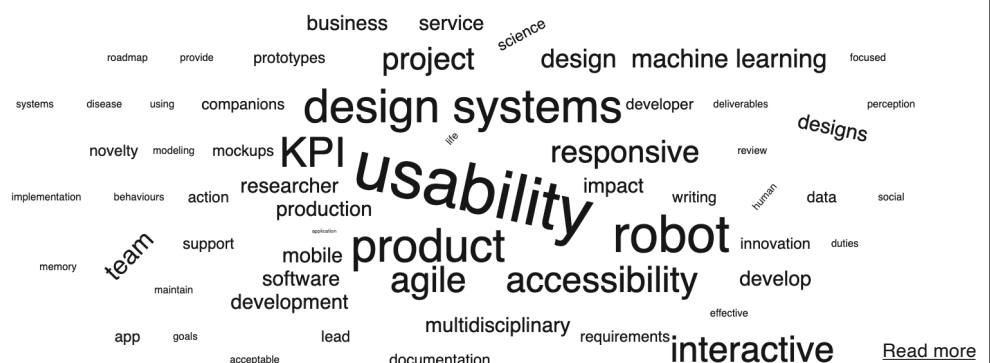 business service science
roadmap provide prototypes project design machine learning focused
systems disease using companions design systems developer deliverables perception
designs
life
novelty modeling mockups KPI responsive review
usability
researcher impact
implementation behaviours action writing human data social
production
application
team support product robot innovation duties
mobile
memory software agile accessibility develop
maintain
development
effective
multidisciplinary
app goals lead requirements
interactive Read more
acceptable documentation